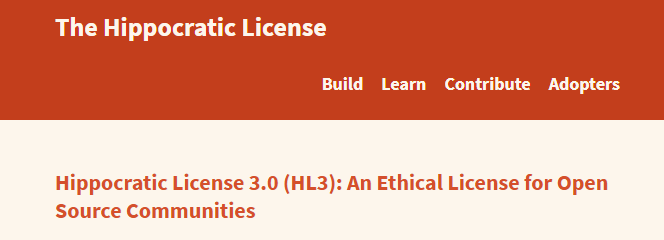 The Hippocratic License
Build Learn Contribute Adopters
Hippocratic License 3.0 (HL3): An Ethical License for Open
Source Communities